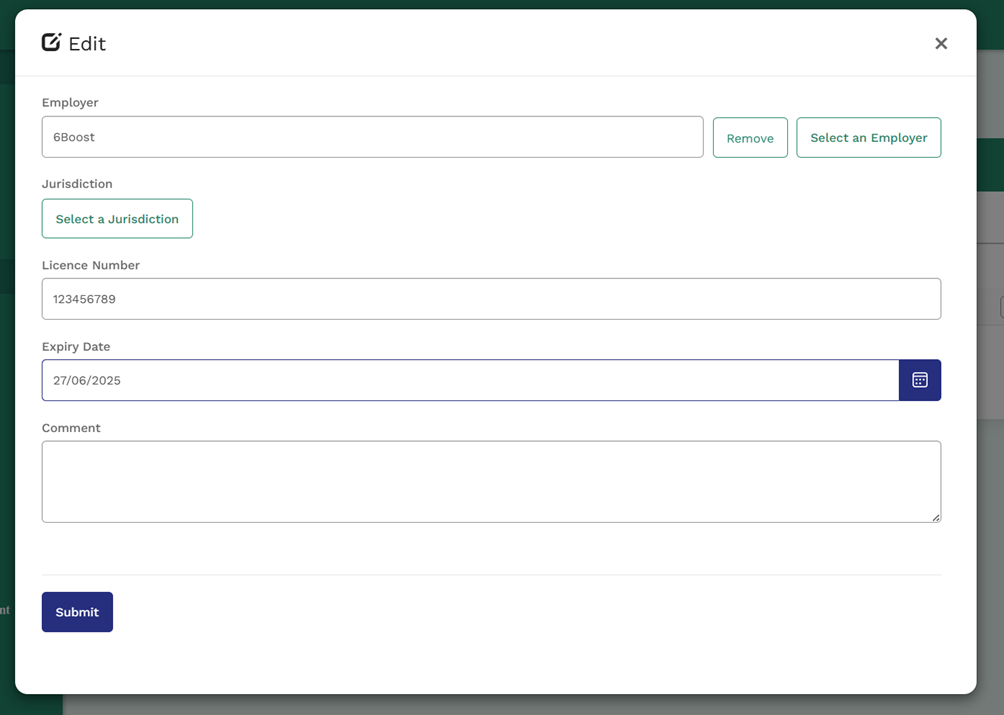 Edit
Employer
6Boost
Remove
Select an Employer
Jurisdiction
Select a Jurisdiction
Licence Number
123456789
Expiry Date
27/06/2025
Comment
nt
Submit